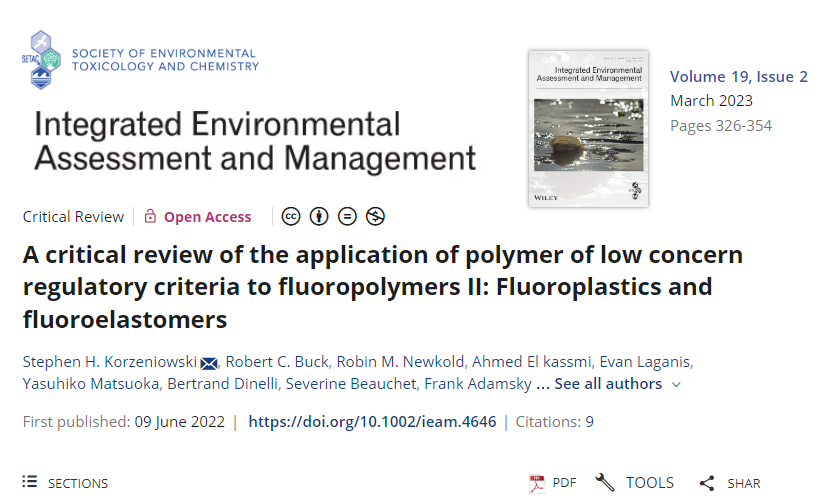 SETAC
SOCIETY OF ENVIRONMENTAL
TOXICOLOGY AND CHEMISTRY
Integrated Environmental
Assessment and Management
Integrated Environmental
Assessment and Management
WILEY
Volume 19, Issue 2
March 2023
Pages 326-354
Critical Review
Open Access
cc
A critical review of the application of polymer of low concern
regulatory criteria to fluoropolymers II: Fluoroplastics and
fluoroelastomers
Stephen H. Korzeniowski, Robert C. Buck, Robin M. Newkold, Ahmed El kassmi, Evan Laganis,
Yasuhiko Matsuoka, Bertrand Dinelli, Severine Beauchet, Frank Adamsky ... See all authors
First published: 09 June 2022 | https://doi.org/10.1002/ieam.4646 | Citations: 9
SECTIONS
PDF
TOOLS
SHAR